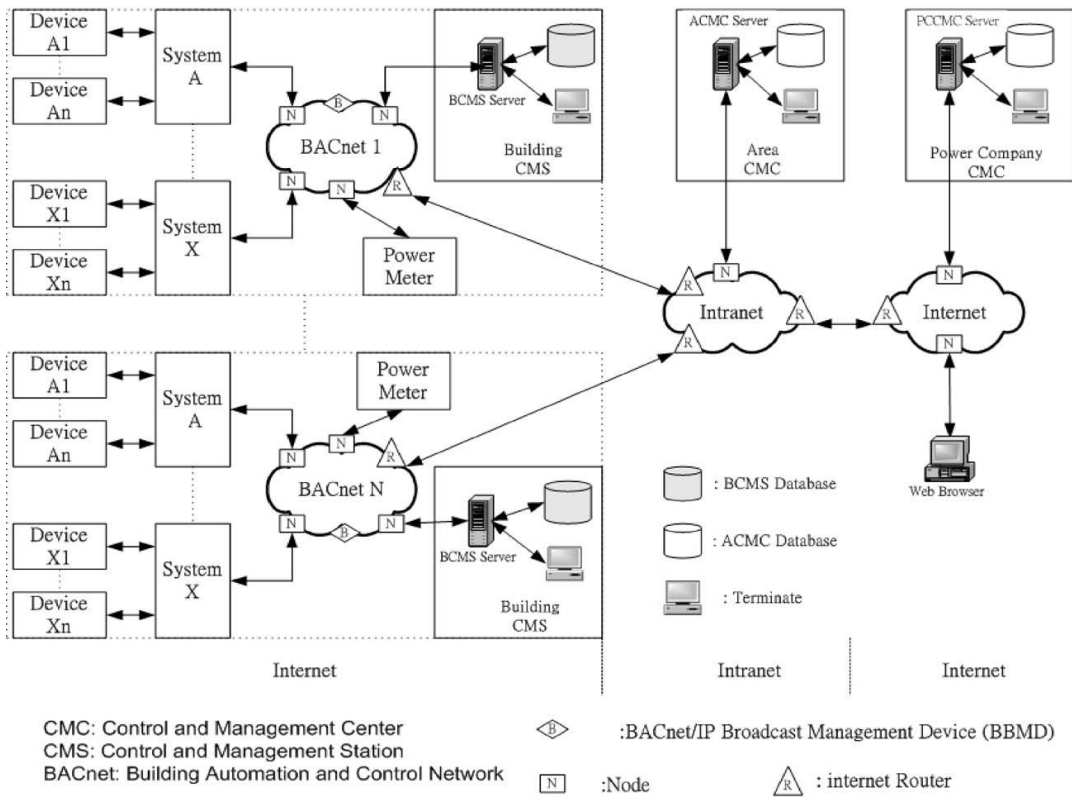 Device
A1
Device
An
System
A
Device
X1
Device
Xn
System
X
N
B
N
BACnet 1
N
N
R
Power
Meter
BCMS Server
Building
CMS
ACMC Server
Area
CMC
PCCMC Server
Power Company
CMC
R
N
Intranet
R
R
R
N
Internet
N
Web Browser
Device
A1
Device
An
System
A
Device
X1
Device
Xn
System
X
Power
Meter
N
N
R
BACnet N
N
B
N
BCMS Server
Building
CMS
: BCMS Database
: ACMC Database
: Terminate
Internet
Intranet
Internet
CMC: Control and Management Center
CMS: Control and Management Station
BACnet: Building Automation and Control Network
B :BACnet/IP Broadcast Management Device (BBMD)
N :Node
R : internet Router